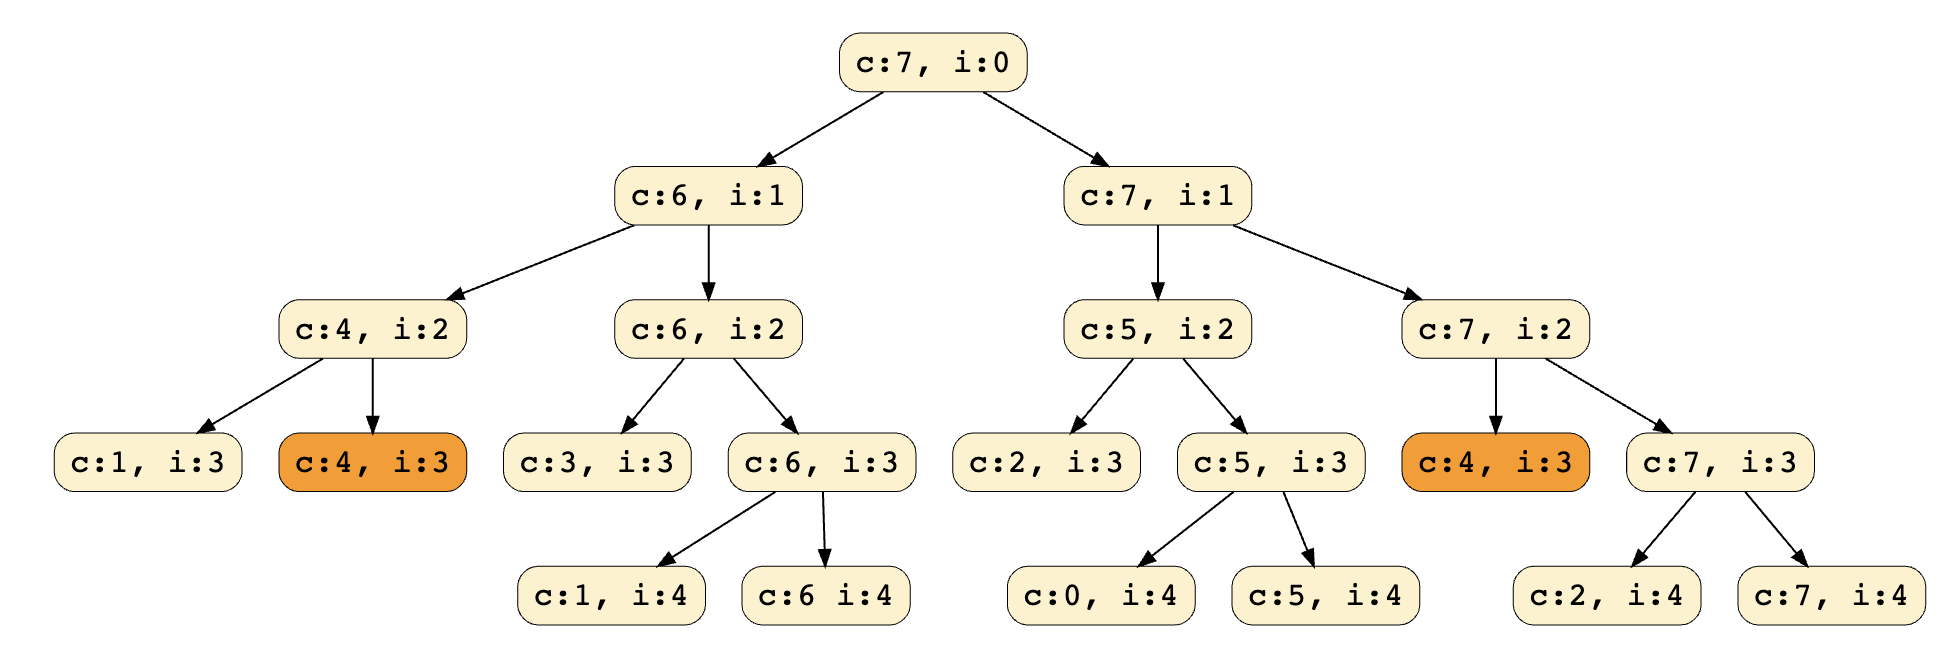 c:7, i:0
c:6, i:1
c:7, i:1
c:4, i:2
c:6, i:2
c:5, i:2
c:7, i:2
c:1, i:3
c:4, i:3
c:3, i:3
c:6, i:3
c:2, i:3
c:5, i:3
c:4, i:3
c:7, i:3
c:1, i:4
c:6 i:4
c:0, i:4
c:5, i:4
c:2, i:4
c:7, i:4